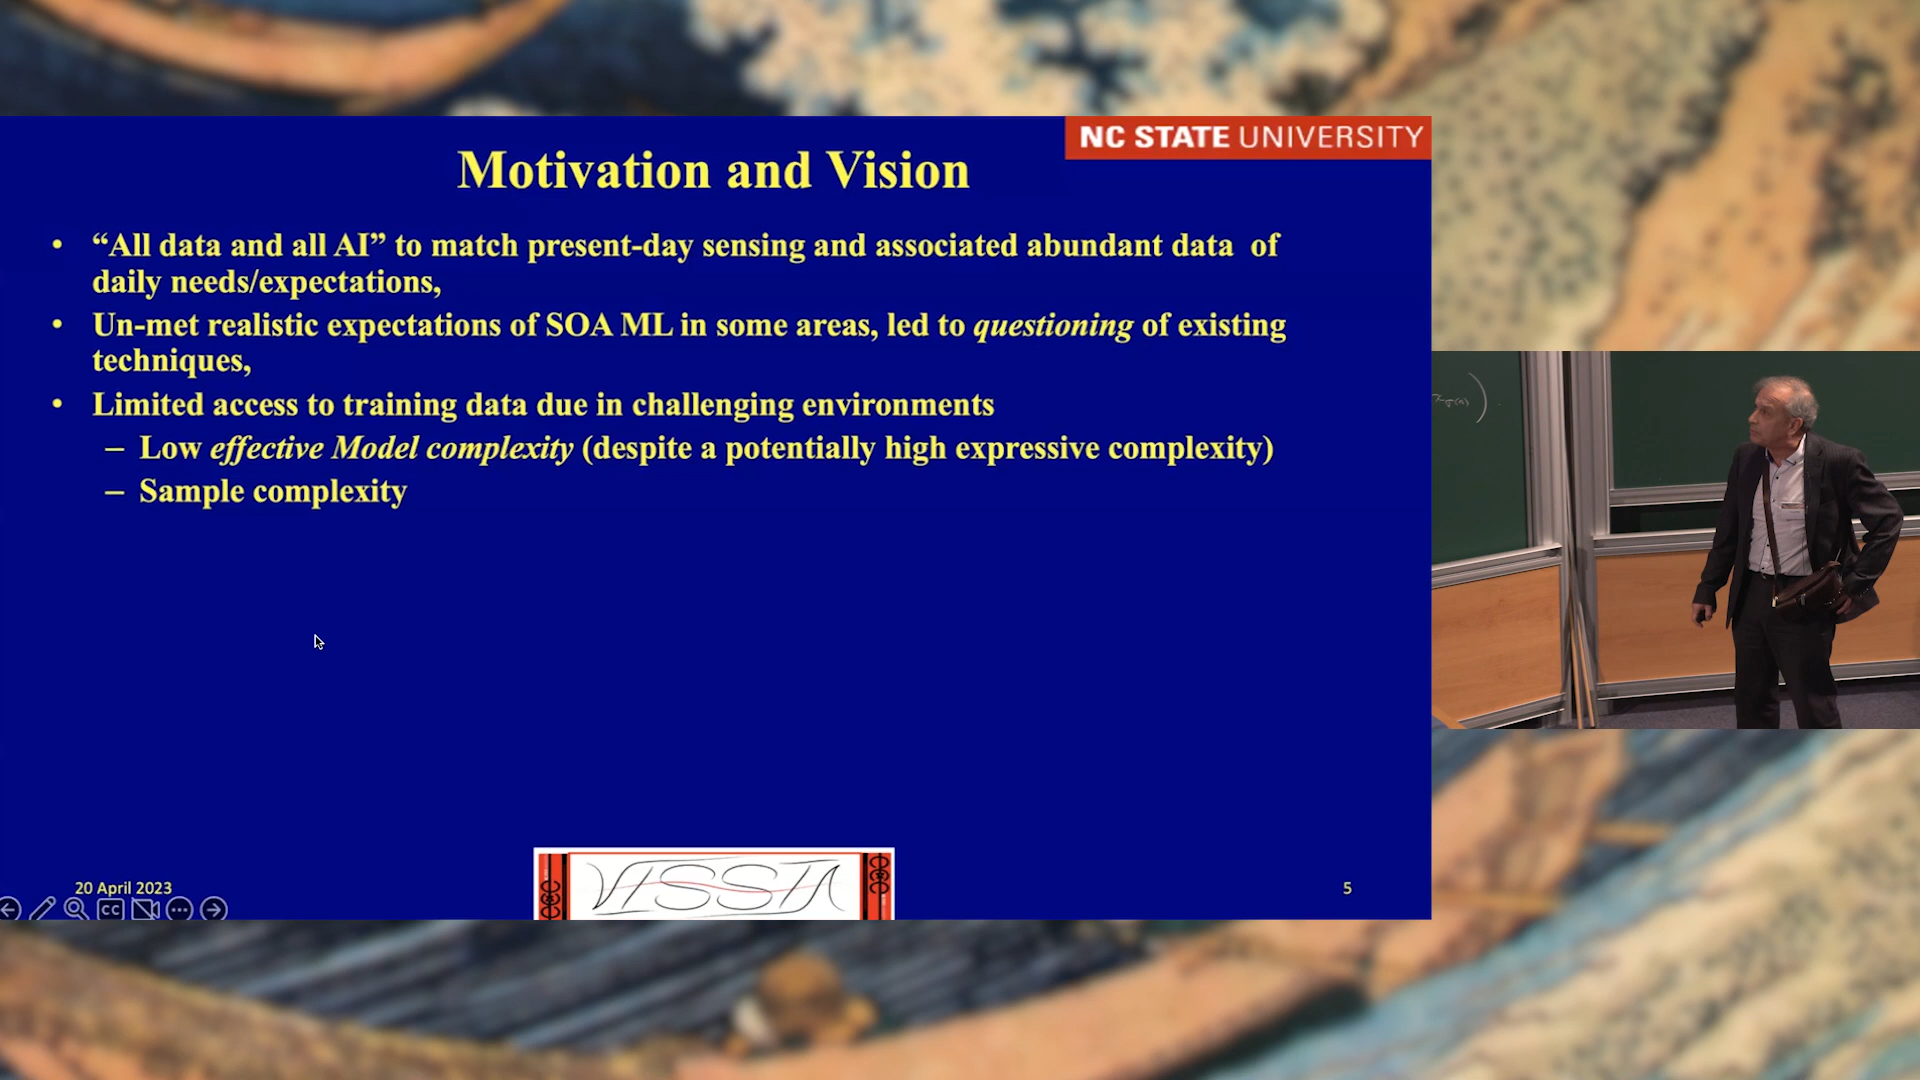 NC STATE UNIVERSITY
Motivation and Vision
• “All data and all AI” to match present-day sensing and associated abundant data of
daily needs/expectations,
• Un-met realistic expectations of SOA ML in some areas, led to questioning of existing
techniques,
• Limited access to training data due in challenging environments
– Low effective Model complexity (despite a potentially high expressive complexity)
– Sample complexity
20 April 2023
CC
VISSTA
5